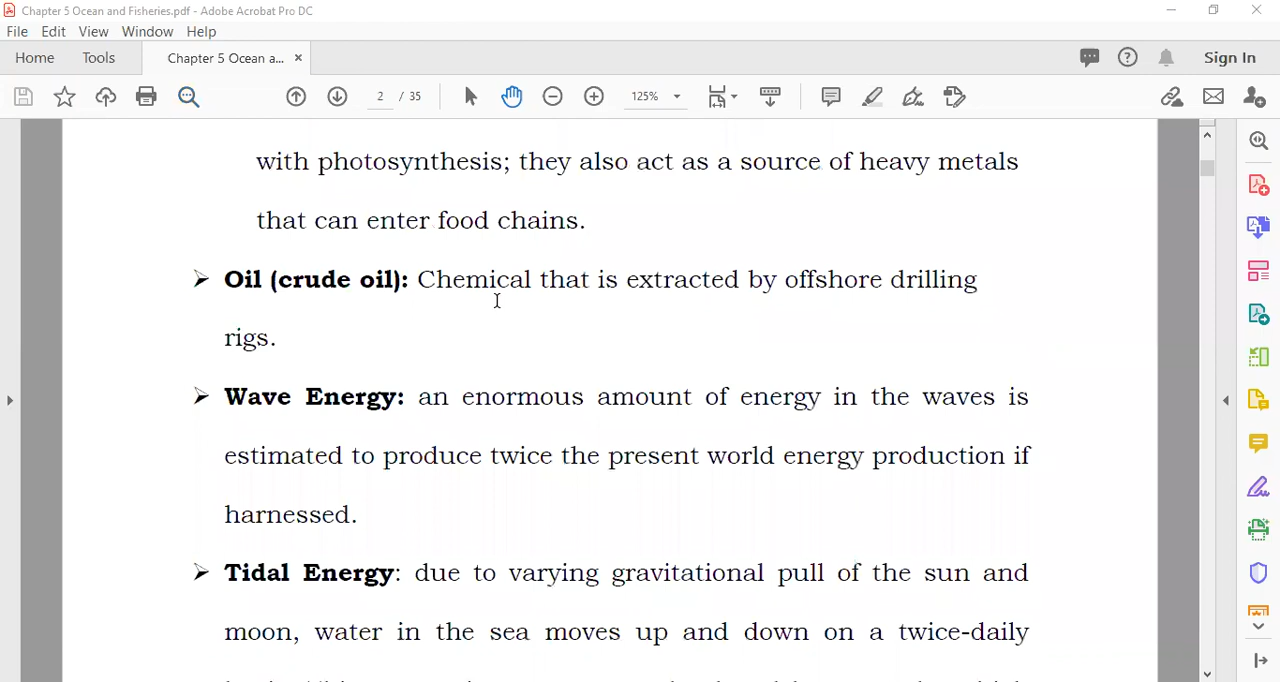 Chapter 5 Ocean and Fisheries.pdf - Adobe Acrobat Pro DC
File Edit View Window Help
Home Tools Chapter 5 Ocean a... × Sign In
2 / 35 125%
with photosynthesis; they also act as a source of heavy metals
that can enter food chains.
➢ Oil (crude oil): Chemical that is extracted by offshore drilling
rigs.
➢ Wave Energy: an enormous amount of energy in the waves is
estimated to produce twice the present world energy production if
harnessed.
➢ Tidal Energy: due to varying gravitational pull of the sun and
moon, water in the sea moves up and down on a twice-daily